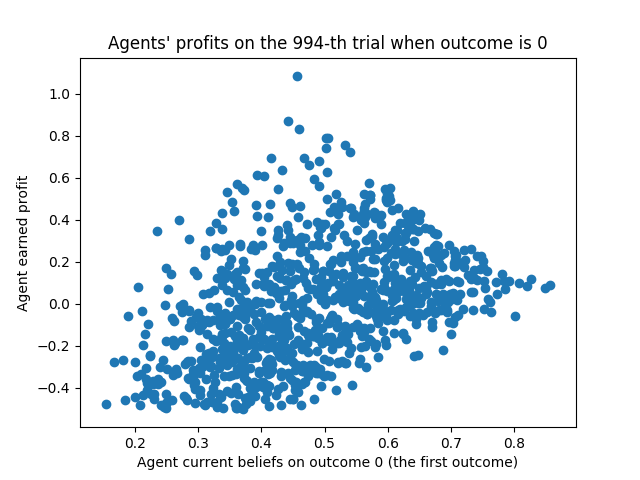 Agents' profits on the 994-th trial when outcome is 0
1.0
0.8
0.6
0.4
0.2
0.0
−0.2
−0.4
Agent earned profit
0.2 0.3 0.4 0.5 0.6 0.7 0.8
Agent current beliefs on outcome 0 (the first outcome)